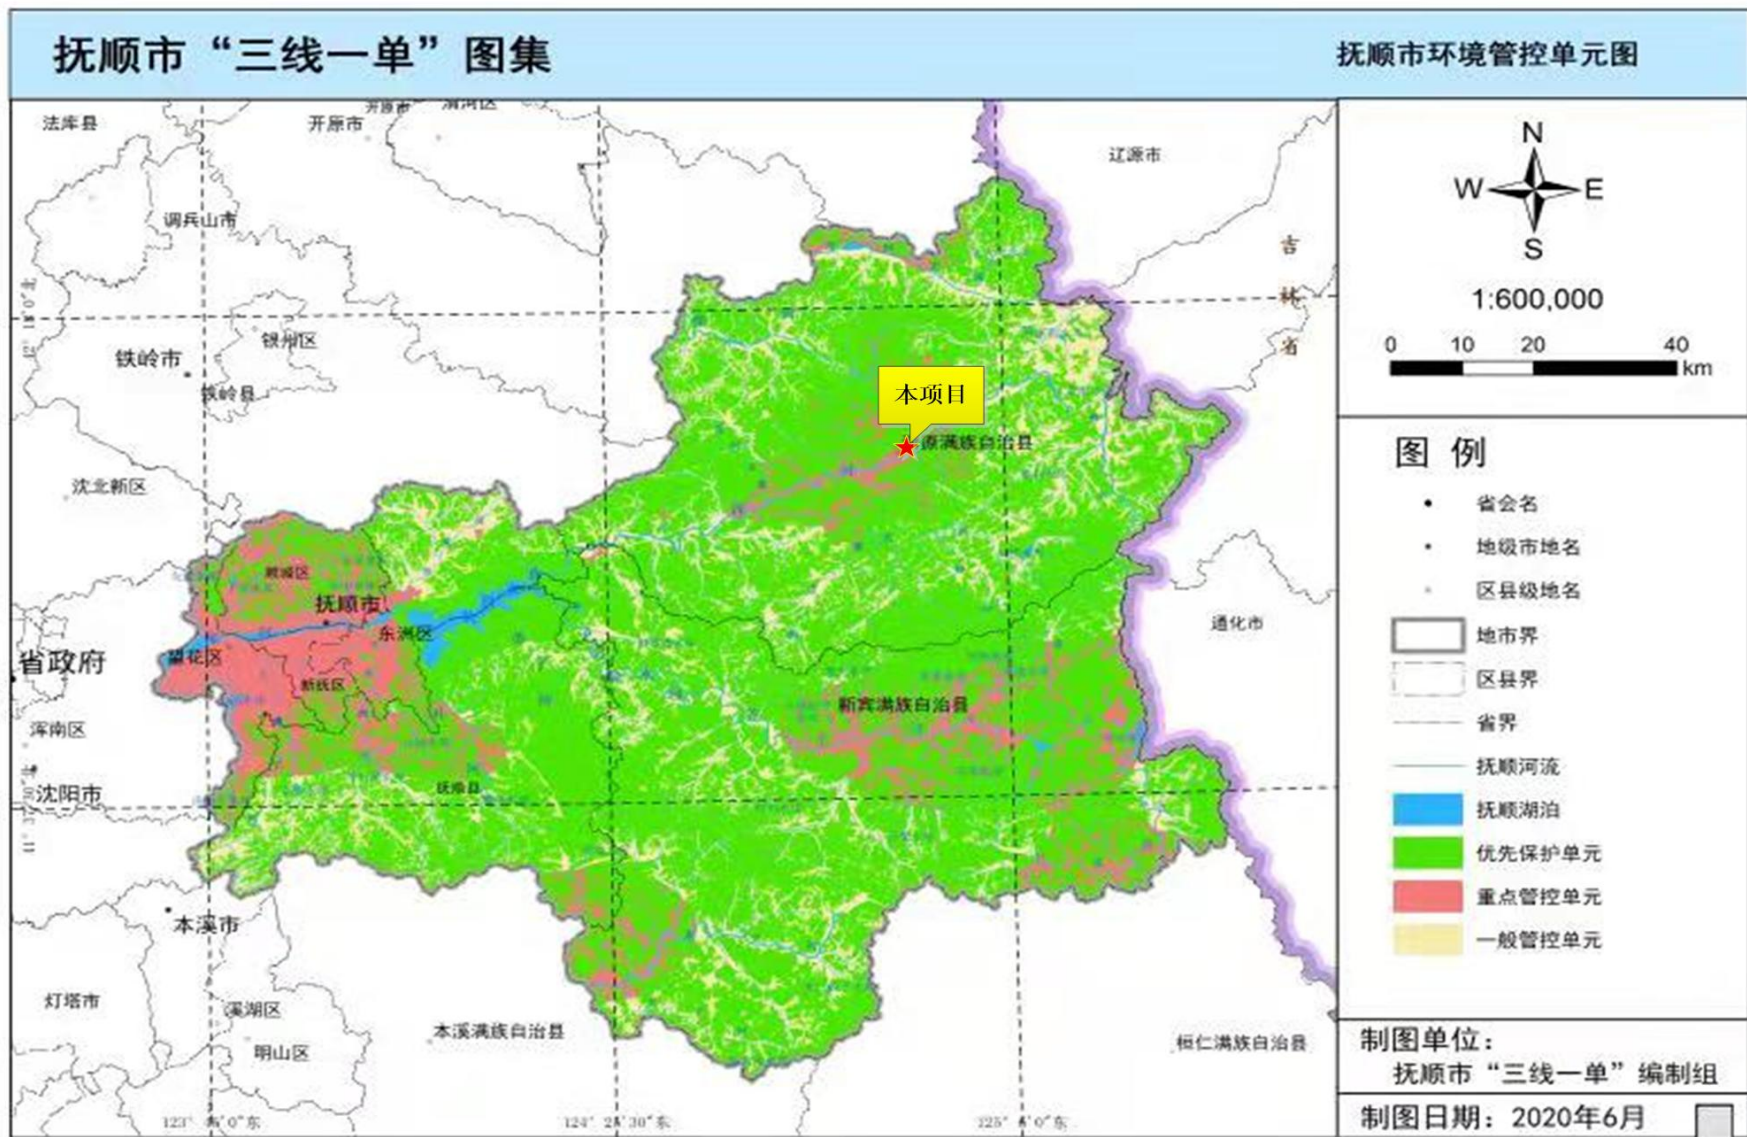 抚顺市“三线一单”图集
抚顺市环境管控单元图
法库县
开原市
开原市
清河区
辽源市
调兵山市
吉
林
省
银州区
铁岭市
铁岭县
本项目
原满族自治县
沈北新区
顺城区
抚顺市
东洲区
望花区
新抚区
省政府
浑南区
沈阳市
抚顺县
新宾满族自治县
通化市
本溪市
灯塔市
溪湖区
明山区
本溪满族自治县
桓仁满族自治县
N
W
E
S
1:600,000
0 10 20 40
km
图 例
省会名
地级市地名
区县级地名
地市界
区县界
省界
抚顺河流
抚顺湖泊
优先保护单元
重点管控单元
一般管控单元
制图单位：
抚顺市“三线一单”编制组
制图日期：2020年6月